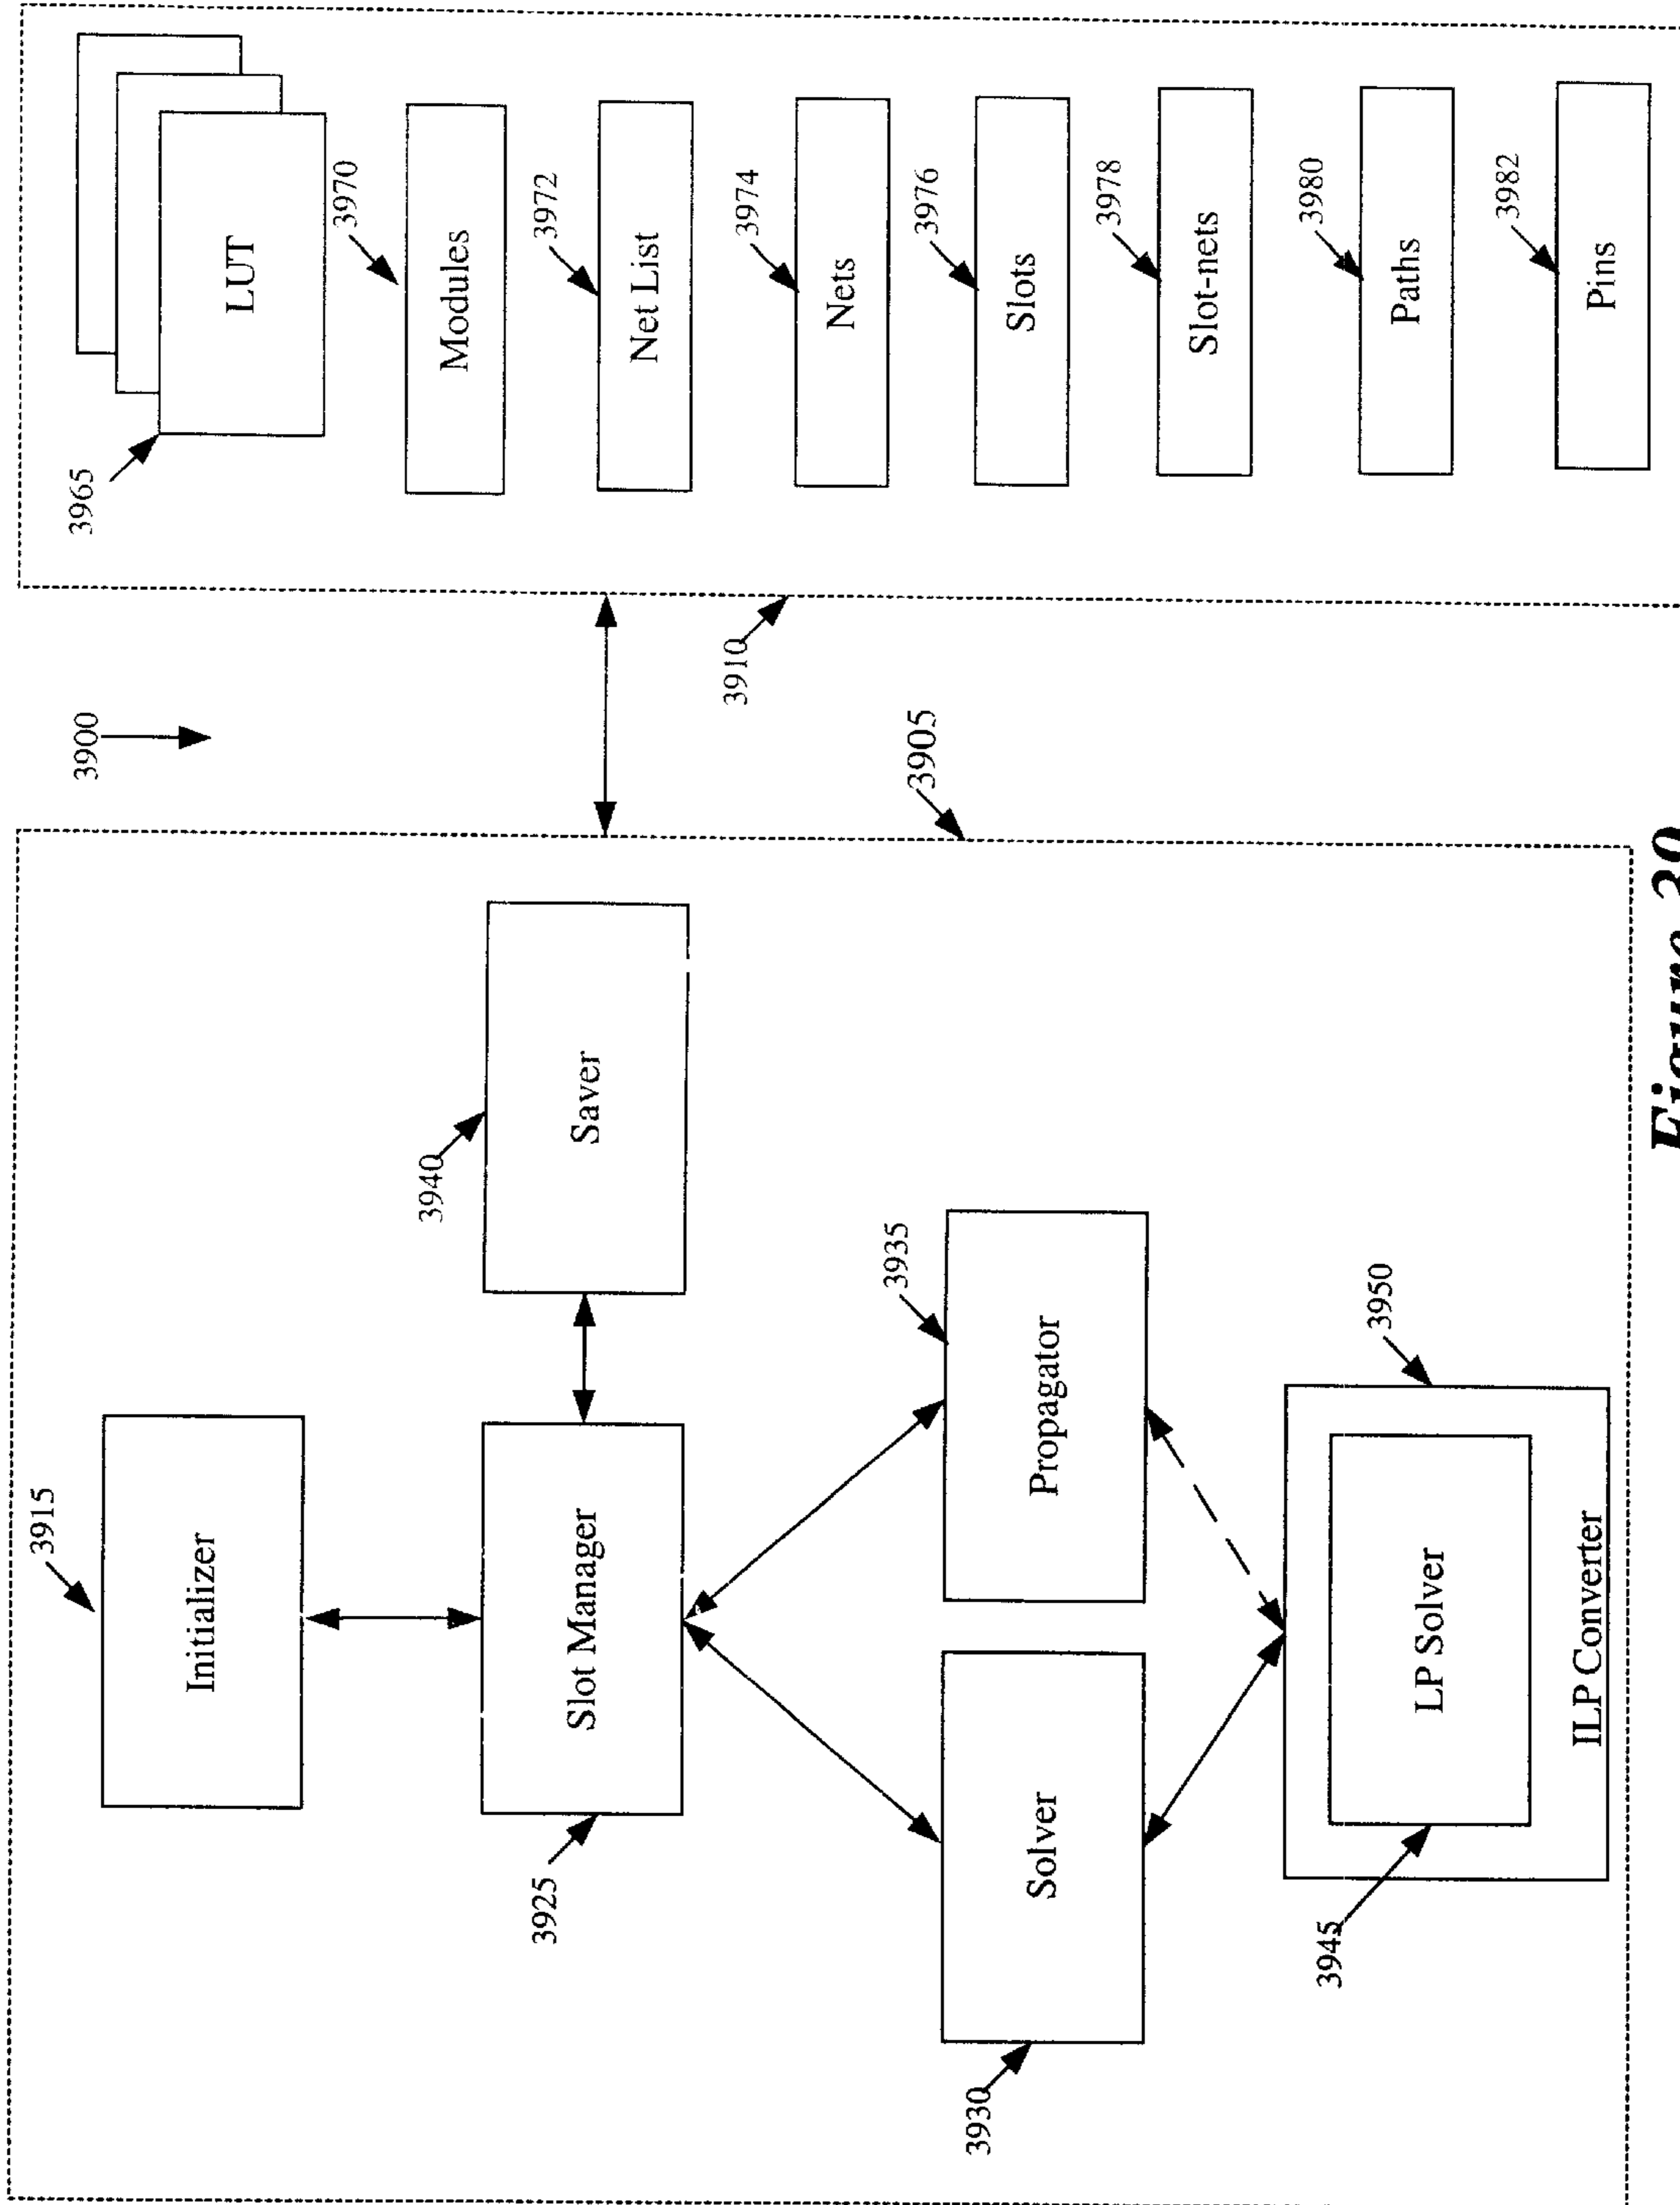 3900
3915
Initializer
3940
Slot Manager
Saver
3925
3935
Solver
Propagator
3930
3950
LP Solver
3945
ILP Converter
3905
3910
3965
LUT
3970
Modules
3972
Net List
3974
Nets
3976
Slots
3978
Slot-nets
3980
Paths
3982
Pins
Figure 39